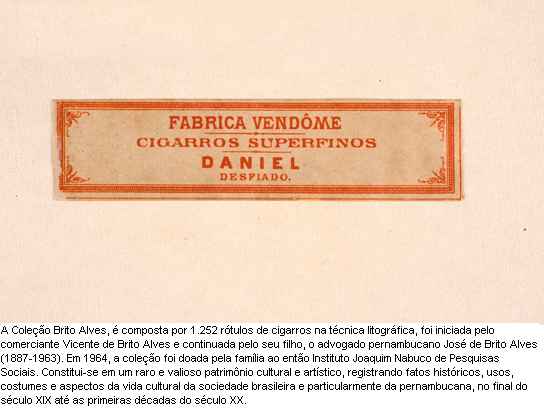 FABRICA VENDÔME
CIGARROS SUPERFINOS
DANIEL
DESFIADO.
A Coleção Brito Alves, é composta por 1.252 rótulos de cigarros na técnica litográfica, foi iniciada pelo
comerciante Vicente de Brito Alves e continuada pelo seu filho, o advogado pernambucano José de Brito Alves
(1887-1963). Em 1964, a coleção foi doada pela família ao então Instituto Joaquim Nabuco de Pesquisas
Sociais. Constitui-se em um raro e valioso patrimônio cultural e artístico, registrando fatos históricos, usos,
costumes e aspectos da vida cultural da sociedade brasileira e particularmente da pernambucana, no final do
século XIX até as primeiras décadas do século XX.